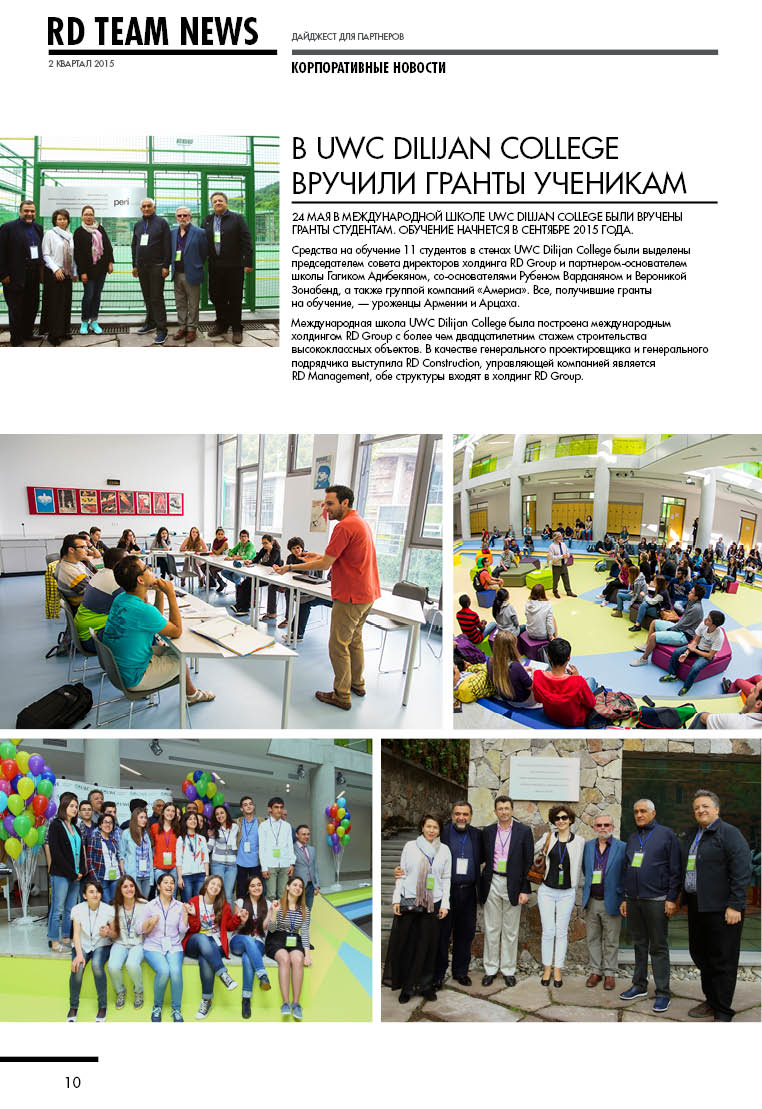 RD TEAM NEWS
ДАЙДЖЕСТ ДЛЯ ПАРТНЕРОВ
2 КВАРТАЛ 2015
КОРПОРАТИВНЫЕ НОВОСТИ
peri
В UWC DILIJAN COLLEGE
ВРУЧИЛИ ГРАНТЫ УЧЕНИКАМ
24 МАЯ В МЕЖДУНАРОДНОЙ ШКОЛЕ UWC DILIJAN COLLEGE БЫЛИ ВРУЧЕНЫ
ГРАНТЫ СТУДЕНТАМ. ОБУЧЕНИЕ НАЧНЕТСЯ В СЕНТЯБРЕ 2015 ГОДА.
Средства на обучение 11 студентов в стенах UWC Dilijan College были выделены
председателем совета директоров холдинга RD Group и партнером-основателем
школы Гагиком Адибекяном, со-основателями Рубеном Варданяном и Вероникой
Зонабенд, а также группой компаний «Америа». Все, получившие гранты
на обучение, — уроженцы Армении и Арцаха.
Международная школа UWC Dilijan College была построена международным
холдингом RD Group с более чем двадцатилетним стажем строительства
высококлассных объектов. В качестве генерального проектировщика и генерального
подрядчика выступила RD Construction, управляющей компанией является
RD Management, обе структуры входят в холдинг RD Group.
10